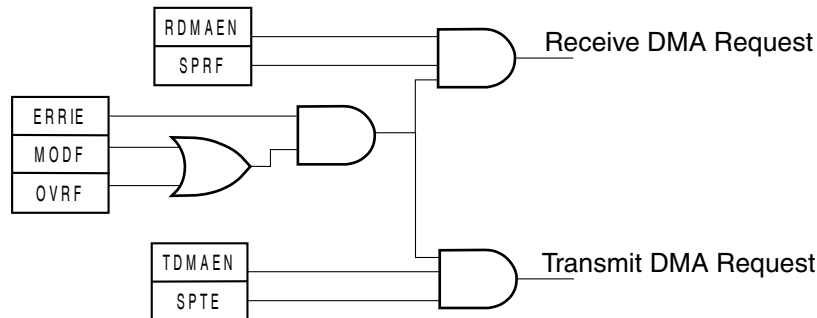 RDMAEN
SPRF
Receive DMA Request
ERRIE
MODF
OVRF
TDMAEN
SPTE
Transmit DMA Request